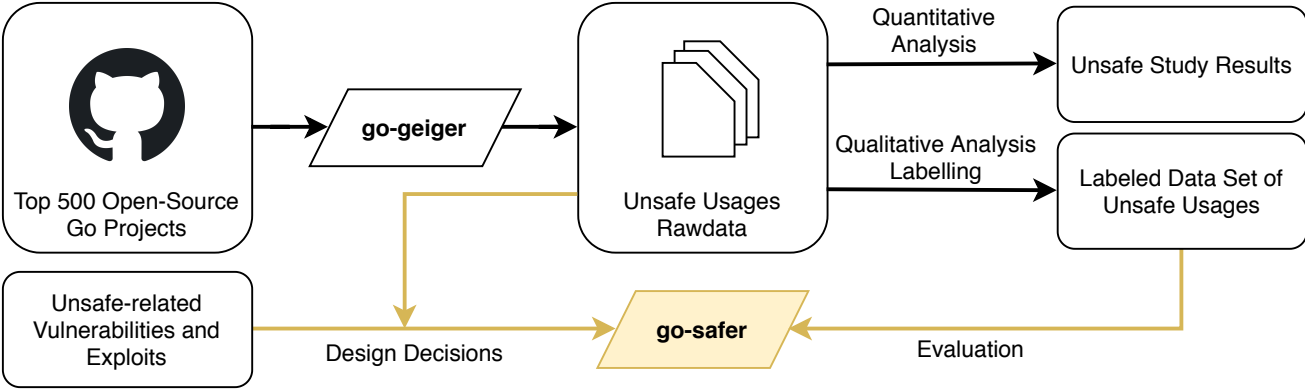 Top 500 Open-Source
Go Projects
go-geiger
Unsafe Usages
Rawdata
Quantitative
Analysis
Unsafe Study Results
Qualitative Analysis
Labelling
Labeled Data Set of
Unsafe Usages
Unsafe-related
Vulnerabilities and
Exploits
Design Decisions
go-safer
Evaluation